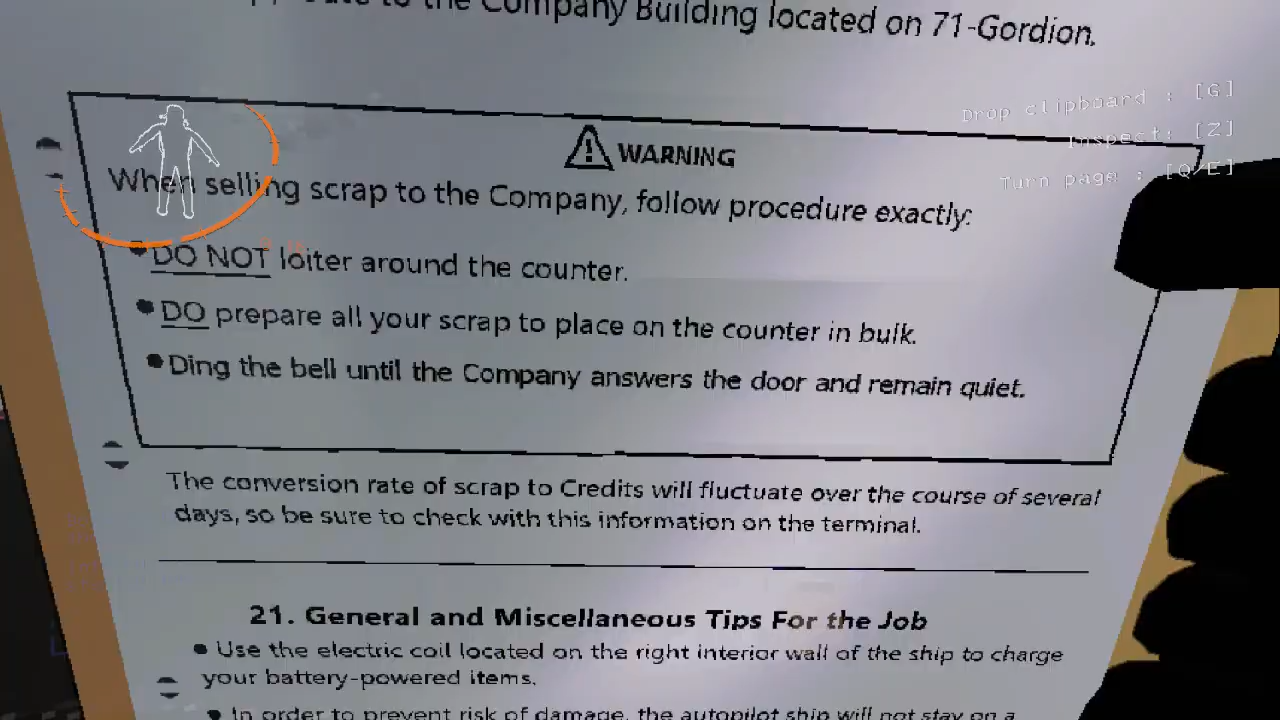 to the Company Building located on 71-Gordion.
Drop clipboard : [G]
Inspect: [Z]
Turn page : [Q/E]
WARNING
When selling scrap to the Company, follow procedure exactly:
DO NOT loiter around the counter.
DO prepare all your scrap to place on the counter in bulk.
Ding the bell until the Company answers the door and remain quiet.
The conversion rate of scrap to Credits will fluctuate over the course of several
days, so be sure to check with this information on the terminal.
21. General and Miscellaneous Tips For the Job
Use the electric coil located on the right interior wall of the ship to charge
your battery-powered items.
In order to prevent risk of damage, the autopilot ship will not stay on a